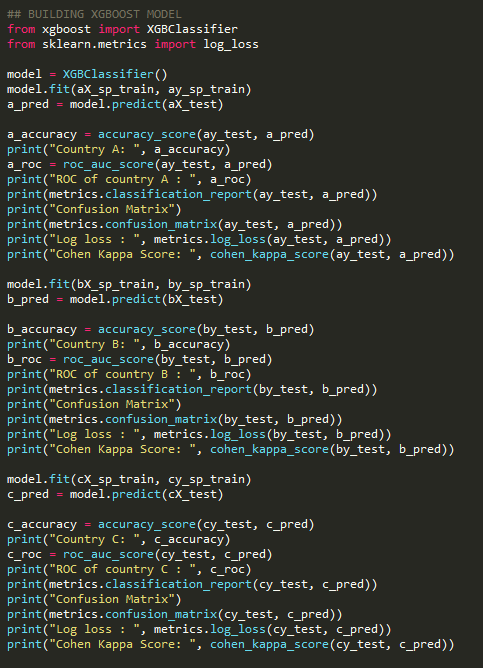 ## BUILDING XGBOOST MODEL
from xgboost import XGBClassifier
from sklearn.metrics import log_loss
model = XGBClassifier()
model.fit(aX_sp_train, ay_sp_train)
a_pred = model.predict(aX_test)
a_accuracy = accuracy_score(ay_test, a_pred)
print("Country A: ", a_accuracy)
a_roc = roc_auc_score(ay_test, a_pred)
print("ROC of country A : ", a_roc)
print(metrics.classification_report(ay_test, a_pred))
print("Confusion Matrix")
print(metrics.confusion_matrix(ay_test, a_pred))
print("Log loss : ", metrics.log_loss(ay_test, a_pred))
print("Cohen Kappa Score: ", cohen_kappa_score(ay_test, a_pred))
model.fit(bX_sp_train, by_sp_train)
b_pred = model.predict(bX_test)
b_accuracy = accuracy_score(by_test, b_pred)
print("Country B: ", b_accuracy)
b_roc = roc_auc_score(by_test, b_pred)
print("ROC of country B : ", b_roc)
print(metrics.classification_report(by_test, b_pred))
print("Confusion Matrix")
print(metrics.confusion_matrix(by_test, b_pred))
print("Log loss : ", metrics.log_loss(by_test, b_pred))
print("Cohen Kappa Score: ", cohen_kappa_score(by_test, b_pred))
model.fit(cX_sp_train, cy_sp_train)
c_pred = model.predict(cX_test)
c_accuracy = accuracy_score(cy_test, c_pred)
print("Country C: ", c_accuracy)
c_roc = roc_auc_score(cy_test, c_pred)
print("ROC of country C : ", c_roc)
print(metrics.classification_report(cy_test, c_pred))
print("Confusion Matrix")
print(metrics.confusion_matrix(cy_test, c_pred))
print("Log loss : ", metrics.log_loss(cy_test, c_pred))
print("Cohen Kappa Score: ", cohen_kappa_score(cy_test, c_pred))